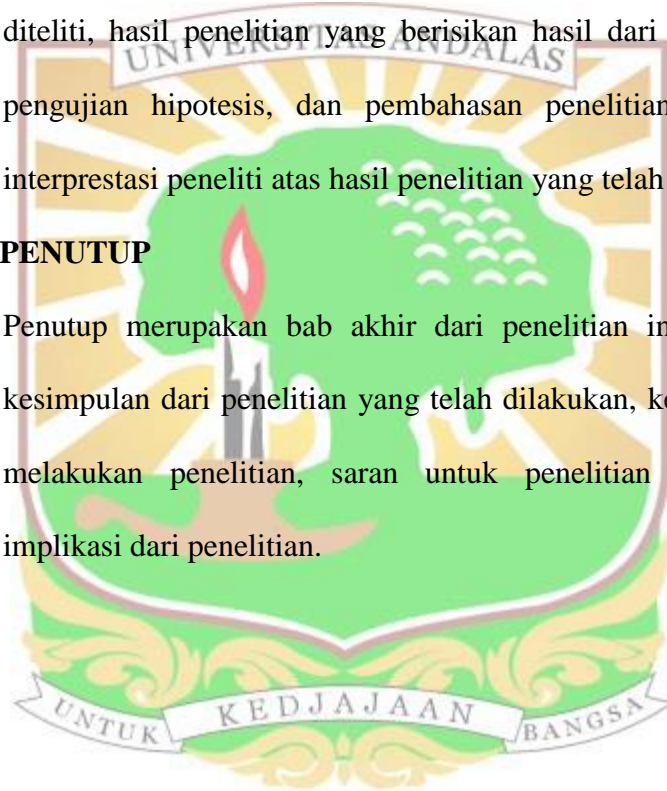 diteliti, hasil penelitian yang berisikan hasil dari
UNIVERSITAS ANDALAS
pengujian hipotesis, dan pembahasan penelitian
interprestasi peneliti atas hasil penelitian yang telah
PENUTUP
Penutup merupakan bab akhir dari penelitian in
kesimpulan dari penelitian yang telah dilakukan, ke
melakukan penelitian, saran untuk penelitian
implikasi dari penelitian.
UNTUK KEDJAJAAN BANGSA